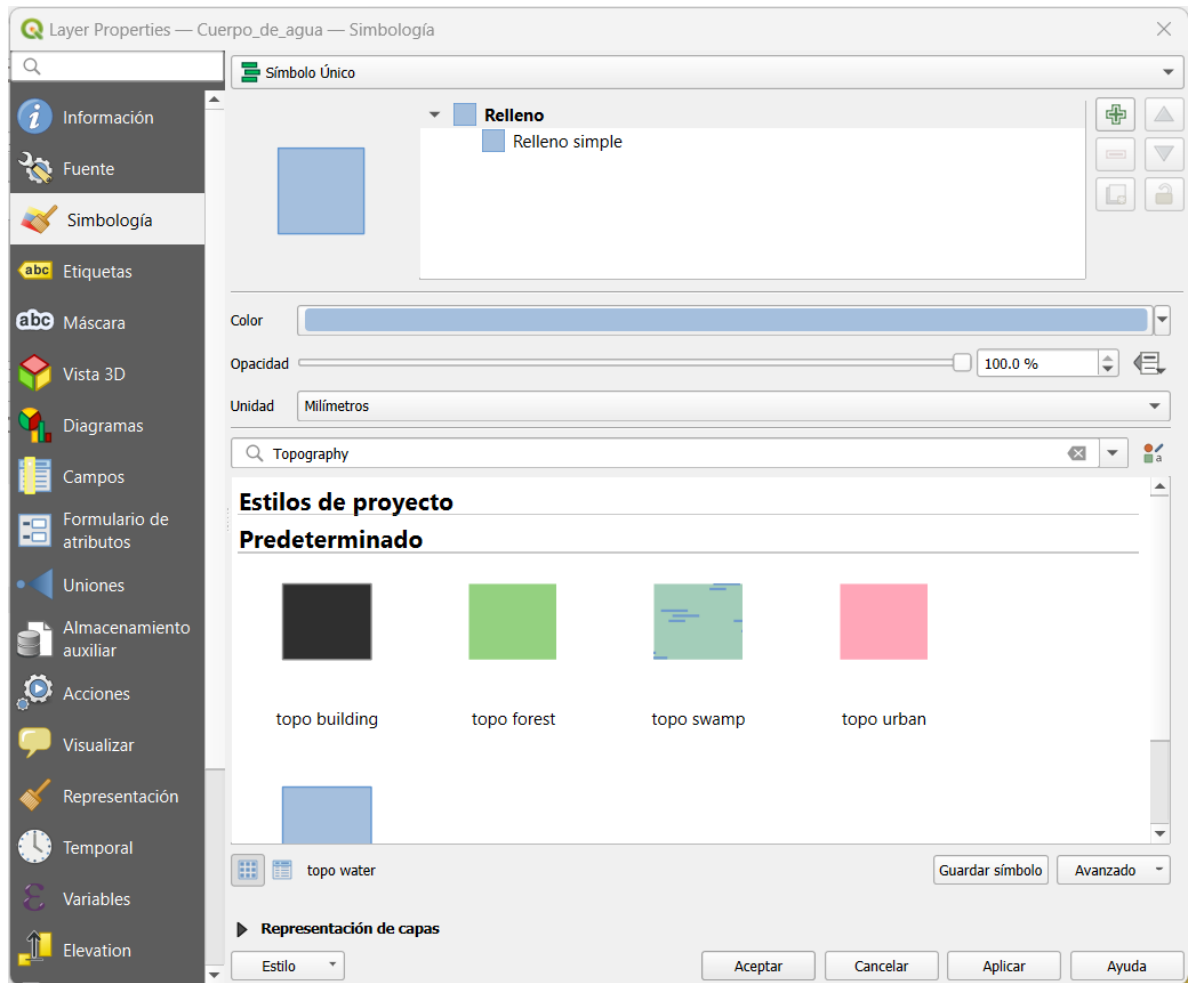 Layer Properties — Cuerpo_de_agua — Simbología
Símbolo Único
Información
Fuente
Simbología
abc Etiquetas
abc Máscara
Vista 3D
Diagramas
Campos
Formulario de
atributos
Uniones
Almacenamiento
auxiliar
Acciones
Visualizar
Representación
Temporal
Variables
Elevation
Relleno
Relleno simple
Color
Opacidad
100.0 %
Unidad
Milímetros
Topography
a
Estilos de proyecto
Predeterminado
topo building
topo forest
topo swamp
topo urban
topo water
Guardar símbolo
Avanzado
Representación de capas
Estilo
Aceptar
Cancelar
Aplicar
Ayuda